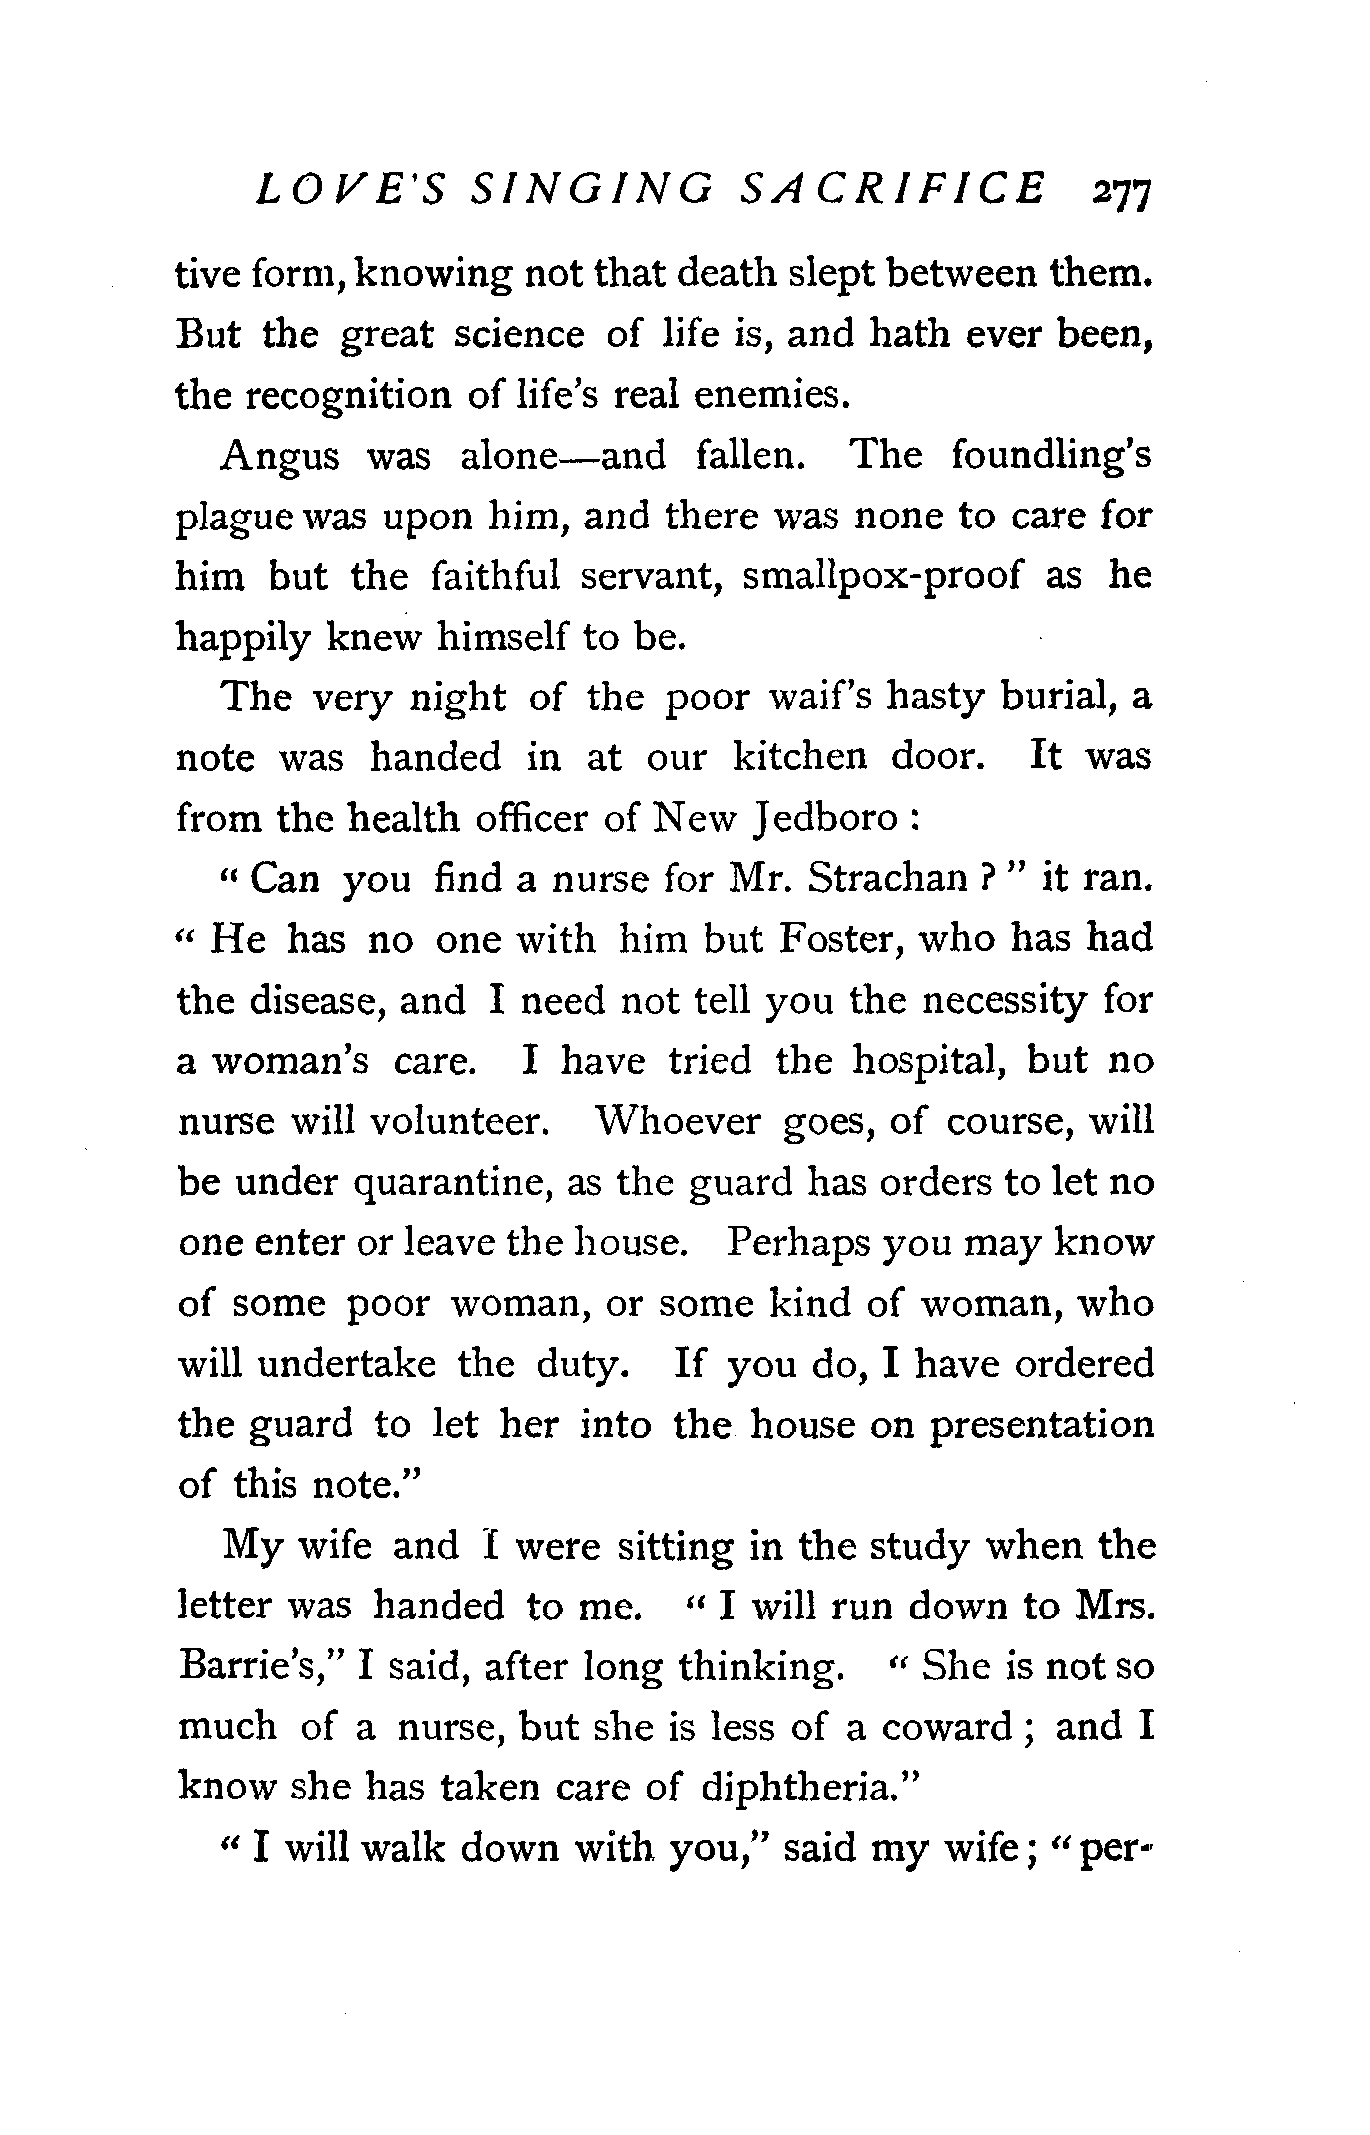 LOVE'S SINGING SACRIFICE 277
tive form, knowing not that death slept between them.
But the great science of life is, and hath ever been,
the recognition of life's real enemies.
Angus was alone—and fallen. The foundling's
plague was upon him, and there was none to care for
him but the faithful servant, smallpox-proof as he
happily knew himself to be.
The very night of the poor waif's hasty burial, a
note was handed in at our kitchen door. It was
from the health officer of New Jedboro :
" Can you find a nurse for Mr. Strachan ? " it ran.
" He has no one with him but Foster, who has had
the disease, and I need not tell you the necessity for
a woman's care. I have tried the hospital, but no
nurse will volunteer. Whoever goes, of course, will
be under quarantine, as the guard has orders to let no
one enter or leave the house. Perhaps you may know
of some poor woman, or some kind of woman, who
will undertake the duty. If you do, I have ordered
the guard to let her into the house on presentation
of this note."
My wife and I were sitting in the study when the
letter was handed to me. " I will run down to Mrs.
Barrie's," I said, after long thinking. " She is not so
much of a nurse, but she is less of a coward ; and I
know she has taken care of diphtheria."
" I will walk down with you," said my wife ; " per-